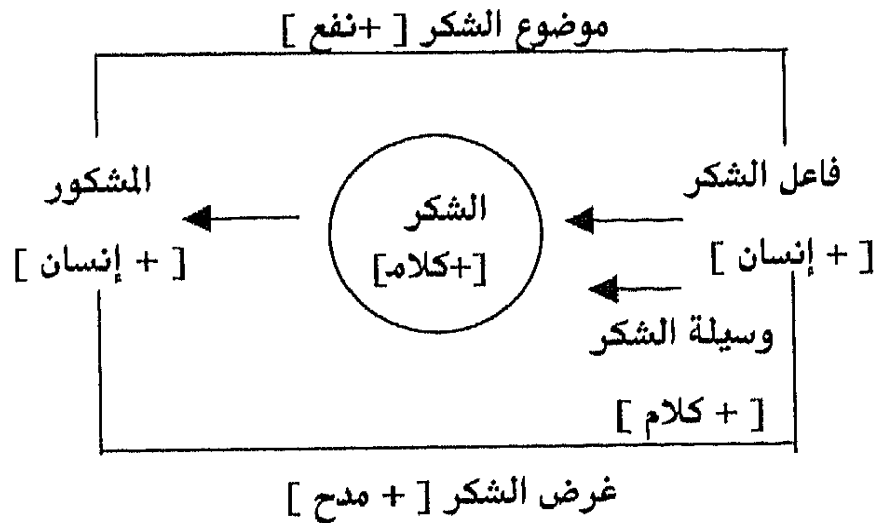 موضوع الشكر [ +نفع ]
فاعل الشكر
[ + إنسان ]
وسيلة الشكر
[ + كلام ]
الشكر
[+كلام]
المشكور
[ + إنسان ]
غرض الشكر [ + مدح ]